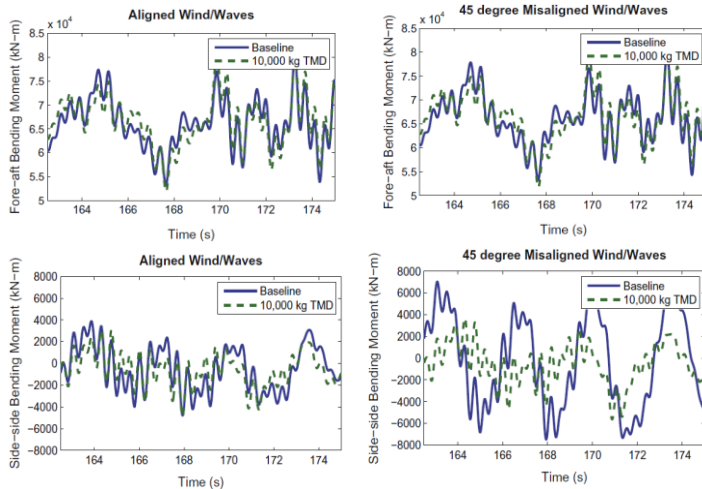 Aligned Wind/Waves
x 10⁴
8.5
8
7.5
7
6.5
6
5.5
5
164 166 168 170 172 174
Time (s)
Fore−aft Bending Moment (kN−m)
Baseline
10,000 kg TMD
45 degree Misaligned Wind/Waves
x 10⁴
8.5
8
7.5
7
6.5
6
5.5
5
164 166 168 170 172 174
Time (s)
Fore−aft Bending Moment (kN−m)
Baseline
10,000 kg TMD
Aligned Wind/Waves
8000
6000
4000
2000
0
−2000
−4000
−6000
−8000
164 166 168 170 172 174
Time (s)
Side−side Bending Moment (kN−m)
Baseline
10,000 kg TMD
45 degree Misaligned Wind/Waves
8000
6000
4000
2000
0
−2000
−4000
−6000
−8000
164 166 168 170 172 174
Time (s)
Side−side Bending Moment (kN−m)
Baseline
10,000 kg TMD